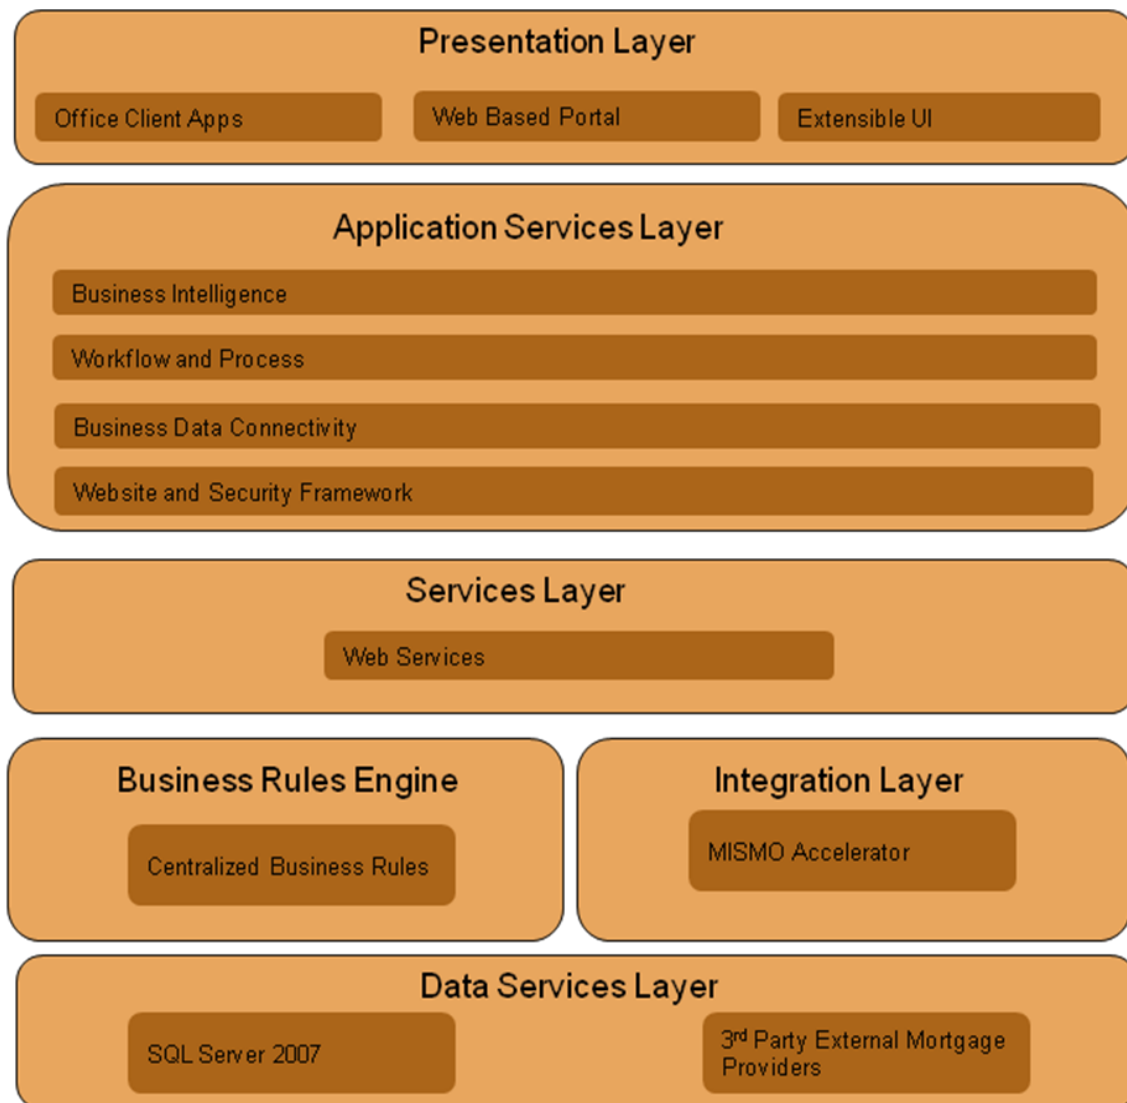 Presentation Layer
Office Client Apps
Web Based Portal
Extensible UI
Application Services Layer
Business Intelligence
Workflow and Process
Business Data Connectivity
Website and Security Framework
Services Layer
Web Services
Business Rules Engine
Centralized Business Rules
Integration Layer
MISMO Accelerator
Data Services Layer
SQL Server 2007
3rd Party External Mortgage
Providers